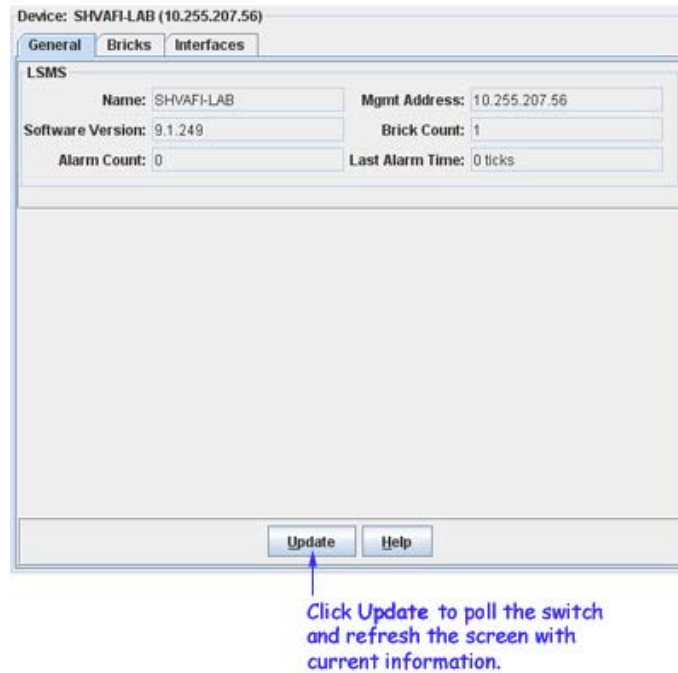 Device: SHVAFI-LAB (10.255.207.56)
General Bricks Interfaces
LSMS
Name: SHVAFI-LAB Mgmt Address: 10.255.207.56
Software Version: 9.1.249 Brick Count: 1
Alarm Count: 0 Last Alarm Time: 0 ticks
Update Help
Click Update to poll the switch
and refresh the screen with
current information.